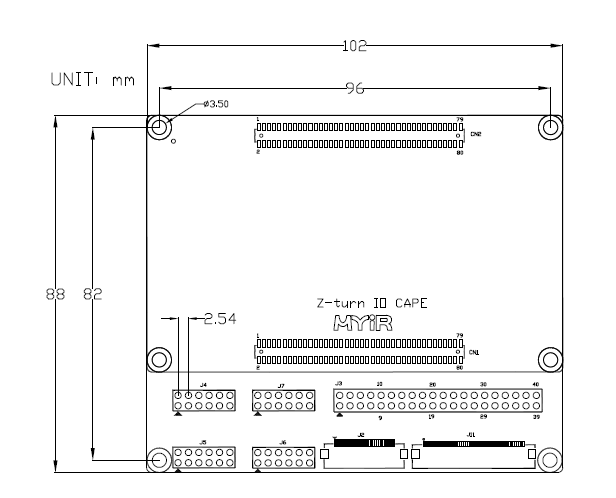 102
UNIT: mm
96
Ø3.50
1 79
CN2
2 80
88 82
Z-turn IO CAPE
MYiR
2.54
1 79
CN1
2 80
J4 J7 J3 10 20 30 40
9 19 29 39
J5 J6 J2 JS1